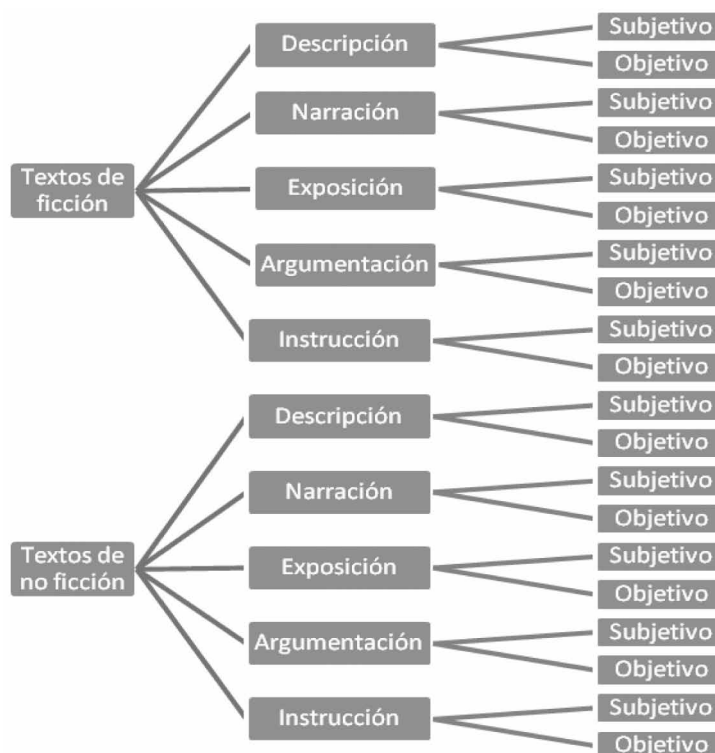 Textos de
ficción
Descripción
Subjetivo
Objetivo
Narración
Subjetivo
Objetivo
Exposición
Subjetivo
Objetivo
Argumentación
Subjetivo
Objetivo
Instrucción
Subjetivo
Objetivo
Textos de
no ficción
Descripción
Subjetivo
Objetivo
Narración
Subjetivo
Objetivo
Exposición
Subjetivo
Objetivo
Argumentación
Subjetivo
Objetivo
Instrucción
Subjetivo
Objetivo